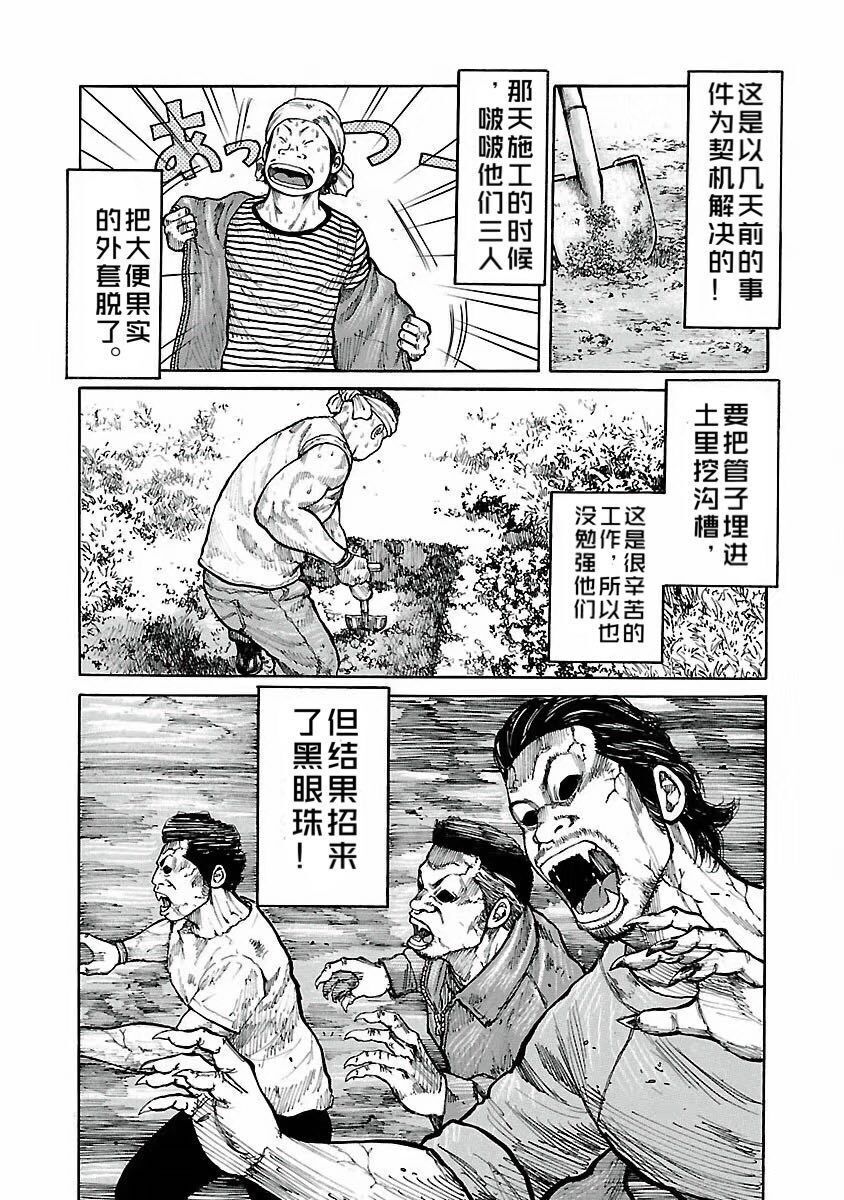 这是以几天前的事
件为契机解决的！
那天施工的时候
，啵啵他们三人
あっつ
把大便果实
的外套脱了。
要把管子埋进
土里挖沟槽，
这是很辛苦的
工作，所以也
没勉强他们
但结果招来
了黑眼珠！